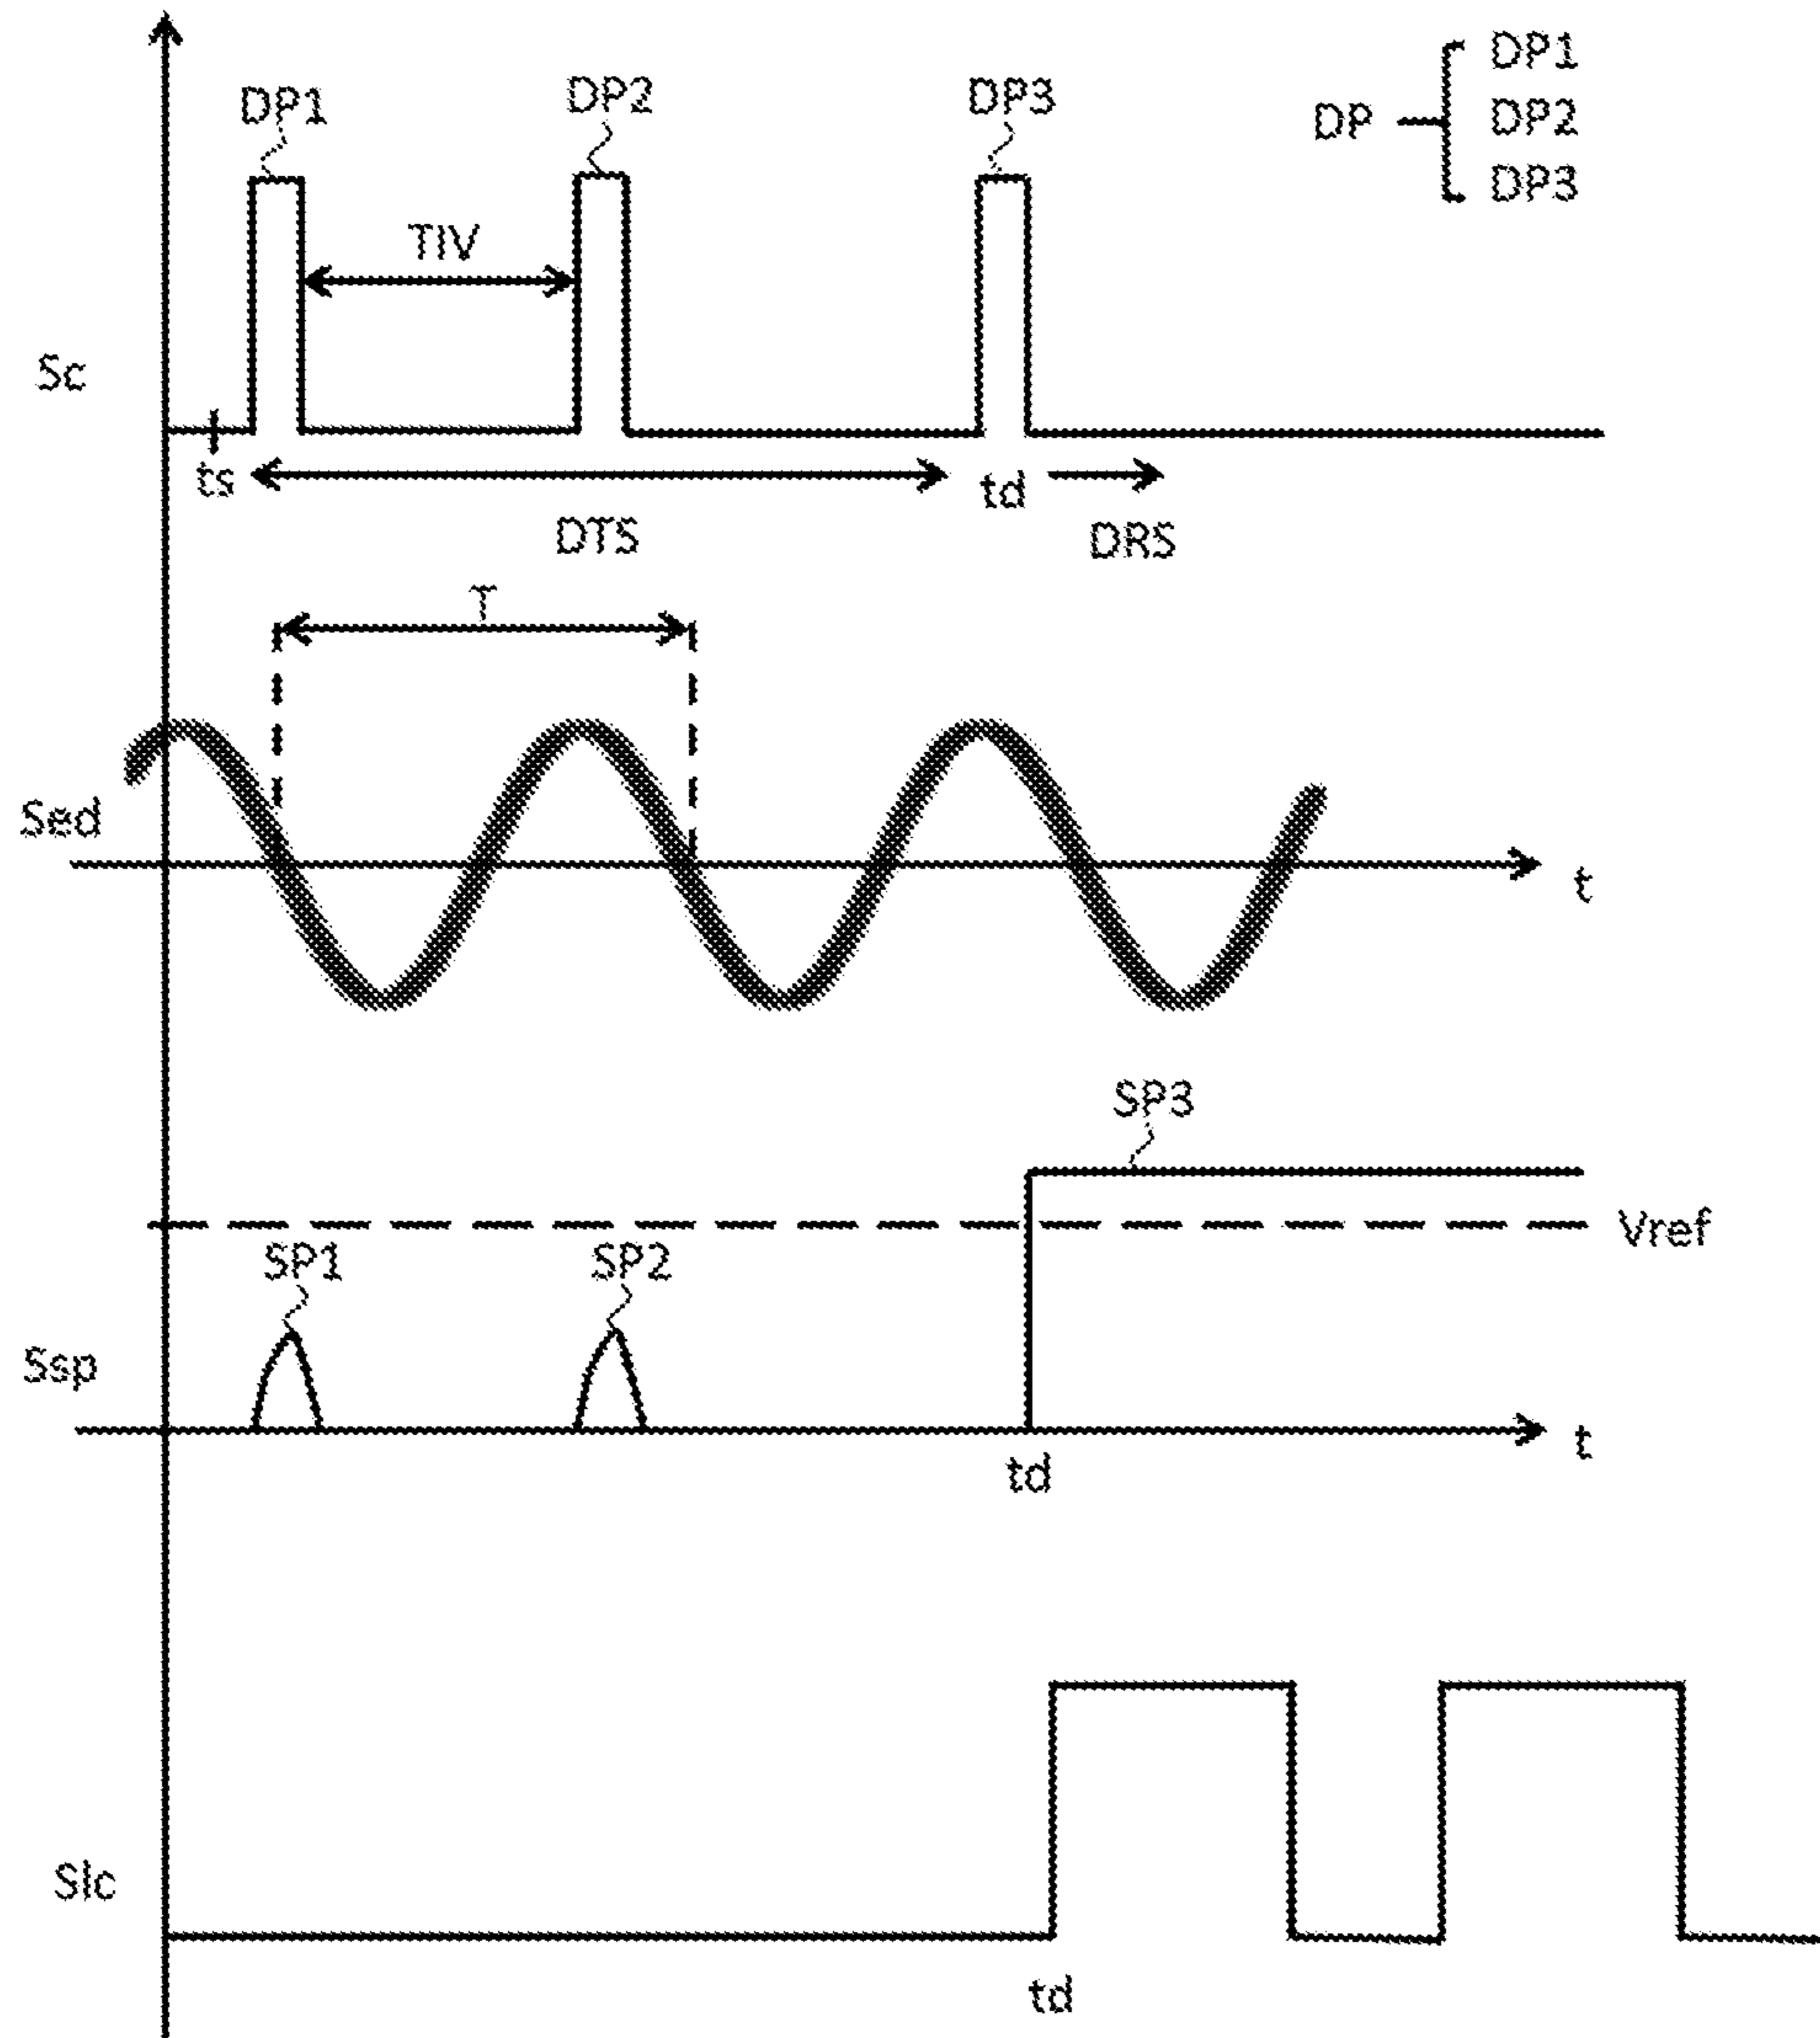 DP1
DP2
DP3
DP
DP1
DP2
DP3
TIV
Sc
ts
td
DTS
DRS
T
Sed
t
SP3
Vref
SP1
SP2
Ssp
t
td
Slc
td